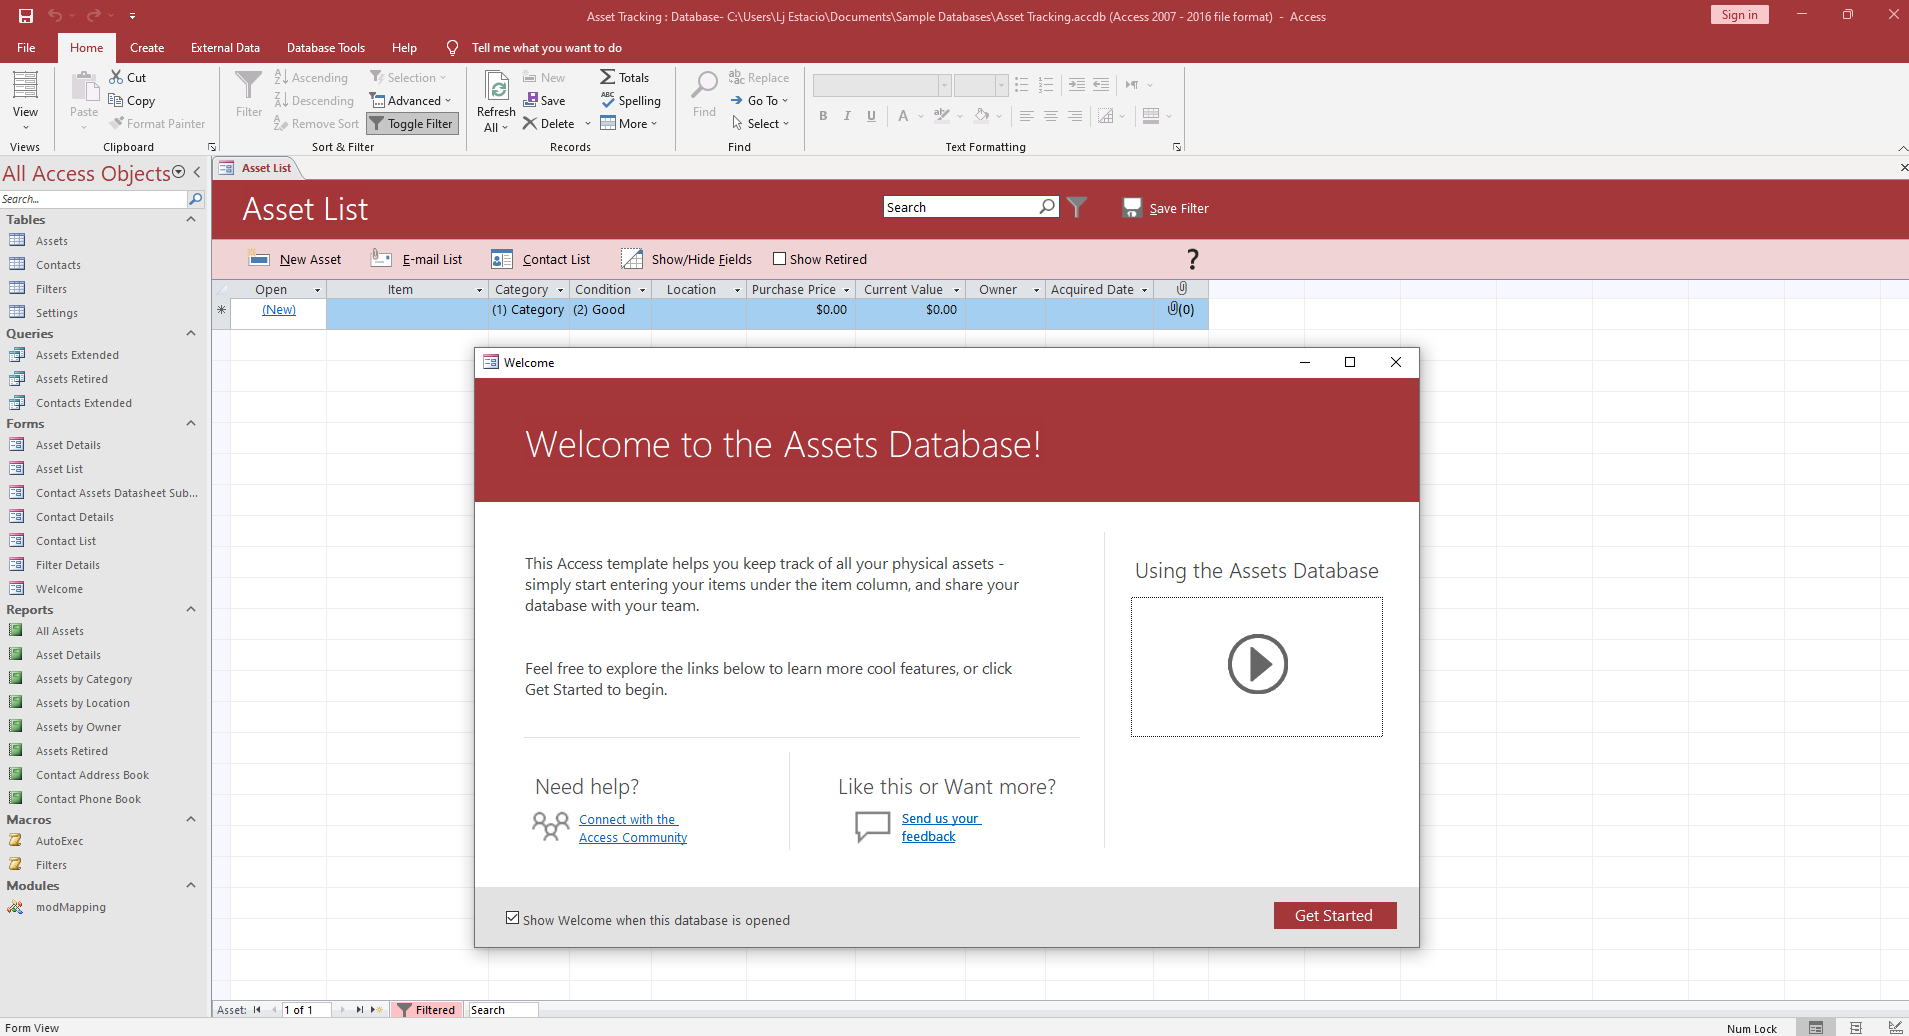 Asset Tracking : Database- C:\Users\Lj Estacio\Documents\Sample Databases\Asset Tracking.accdb (Access 2007 - 2016 file format)  -  Access
Sign in
File Home Create External Data Database Tools Help Tell me what you want to do
View
Views
Paste
Cut
Copy
Format Painter
Clipboard
Filter
Ascending
Descending
Remove Sort
Selection
Advanced
Toggle Filter
Sort & Filter
Refresh
All
New
Save
Delete
Totals
Spelling
More
Records
Find
Replace
Go To
Select
Find
B I U A
Text Formatting
All Access Objects
Search...
Tables
Assets
Contacts
Filters
Settings
Queries
Assets Extended
Assets Retired
Contacts Extended
Forms
Asset Details
Asset List
Contact Assets Datasheet Sub...
Contact Details
Contact List
Filter Details
Welcome
Reports
All Assets
Asset Details
Assets by Category
Assets by Location
Assets by Owner
Assets Retired
Contact Address Book
Contact Phone Book
Macros
AutoExec
Filters
Modules
modMapping
Asset List
Asset List
Search
Save Filter
New Asset E-mail List Contact List Show/Hide Fields Show Retired ?
Open Item Category Condition Location Purchase Price Current Value Owner Acquired Date
(New) (1) Category (2) Good $0.00 $0.00 (0)
Welcome
Welcome to the Assets Database!
This Access template helps you keep track of all your physical assets -
simply start entering your items under the item column, and share your
database with your team.
Feel free to explore the links below to learn more cool features, or click
Get Started to begin.
Using the Assets Database
Need help?
Connect with the
Access Community
Like this or Want more?
Send us your
feedback
Show Welcome when this database is opened
Get Started
Asset: 1 of 1 Filtered Search
Form View
Num Lock